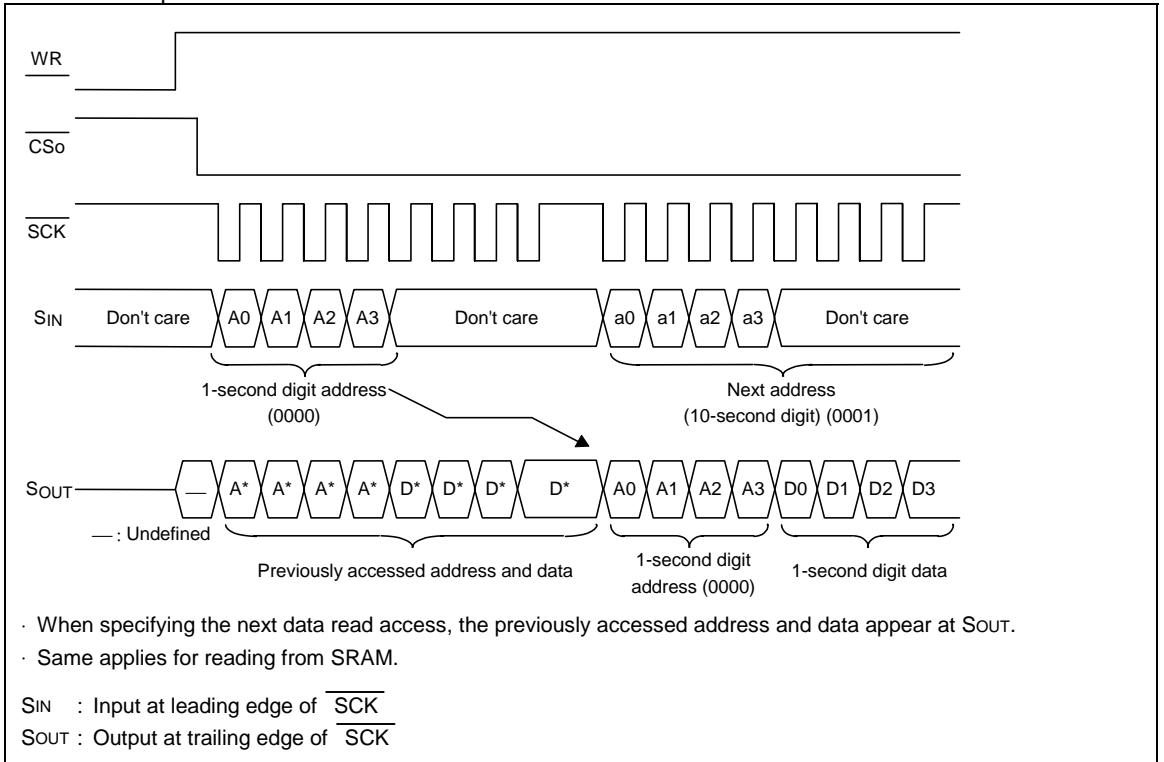 WR
CSo
SCK
SIN Don't care A0 A1 A2 A3 Don't care a0 a1 a2 a3 Don't care
1-second digit address
(0000)
Next address
(10-second digit) (0001)
SOUT — A* A* A* A* D* D* D* D* A0 A1 A2 A3 D0 D1 D2 D3
— : Undefined
Previously accessed address and data
1-second digit
address (0000)
1-second digit data
· When specifying the next data read access, the previously accessed address and data appear at SOUT.
· Same applies for reading from SRAM.
SIN : Input at leading edge of SCK
SOUT : Output at trailing edge of SCK